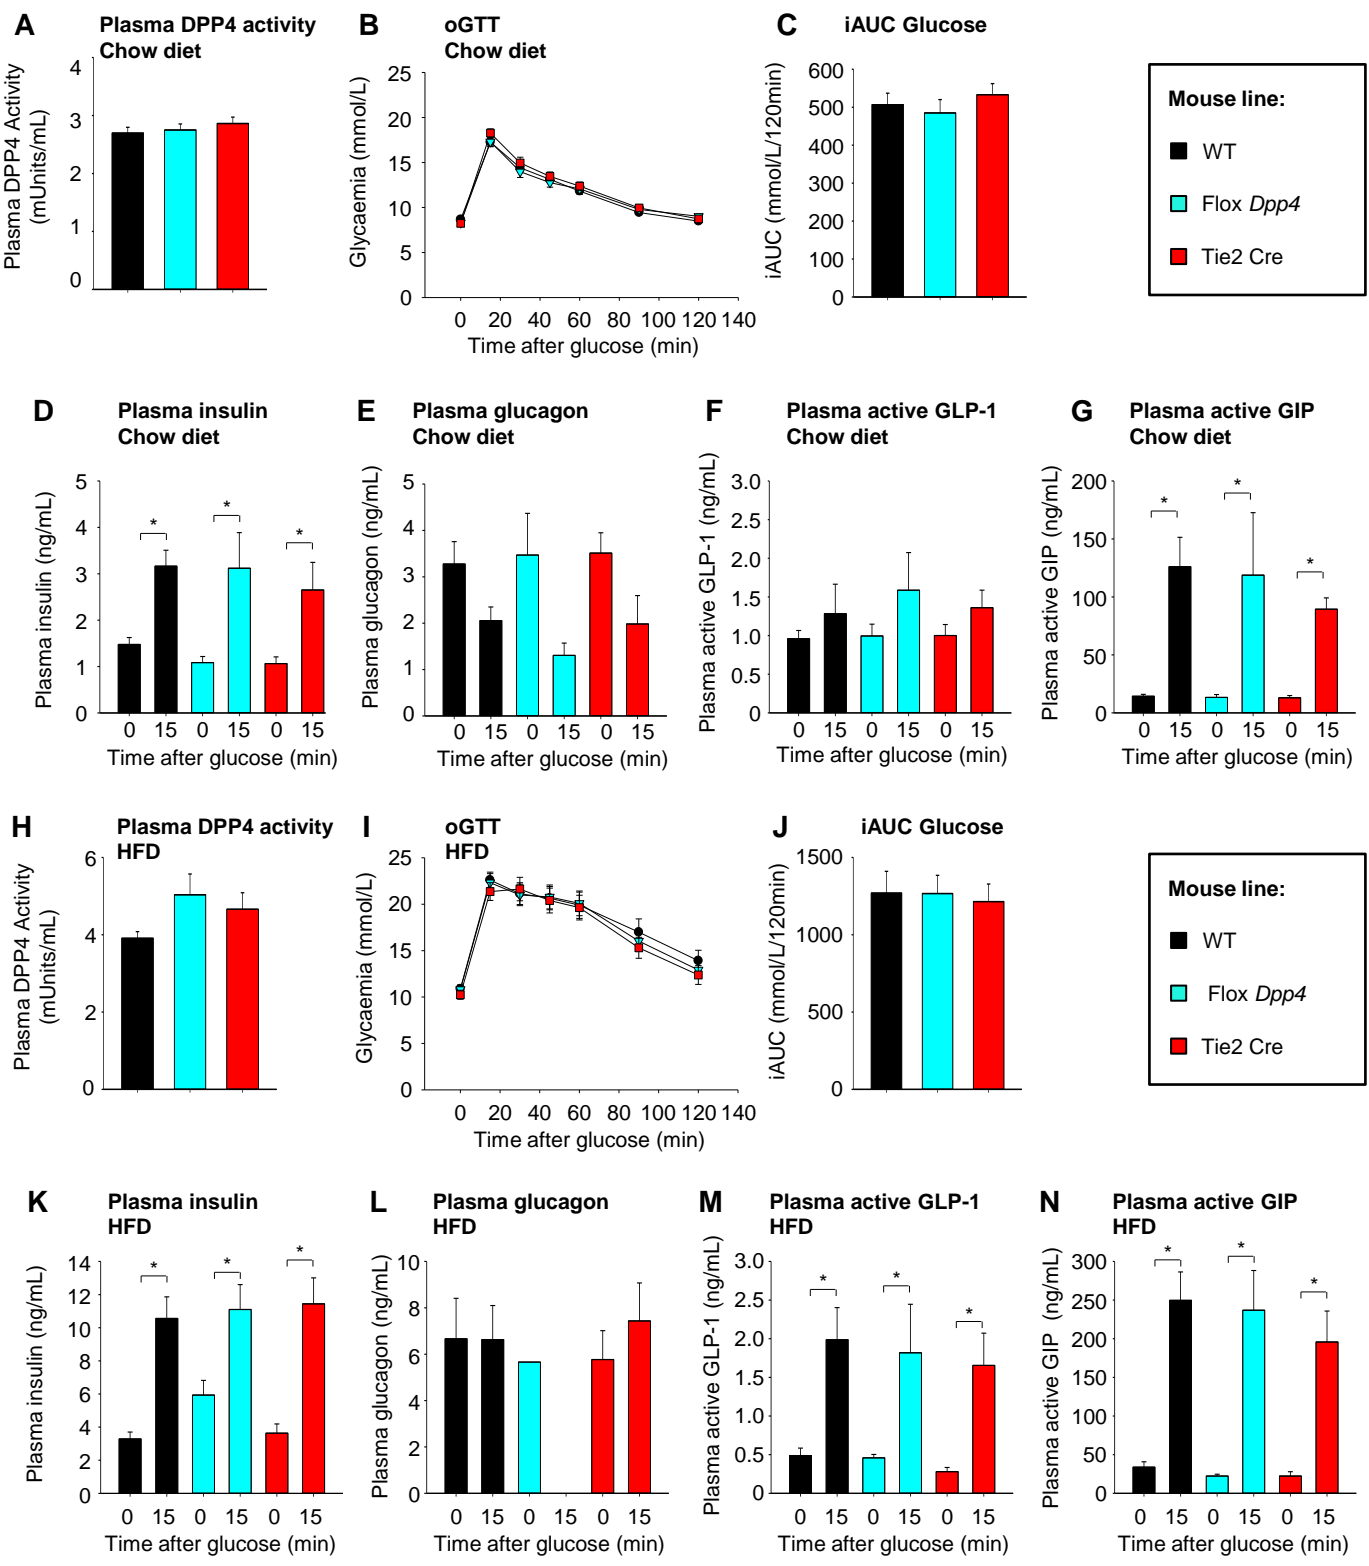 A Plasma DPP4 activity
Chow diet
Plasma DPP4 Activity
(mUnits/mL)
4
3
2
1
0
B oGTT
Chow diet
Glycaemia (mmol/L)
25
20
15
10
5
0
0 20 40 60 80 100 120 140
Time after glucose (min)
C iAUC Glucose
iAUC (mmol/L/120min)
600
500
400
300
200
100
0
Mouse line:
WT
Flox Dpp4
Tie2 Cre
D Plasma insulin
Chow diet
Plasma insulin (ng/mL)
5
4
3
2
1
0
* * *
0 15 0 15 0 15
Time after glucose (min)
E Plasma glucagon
Chow diet
Plasma glucagon (ng/mL)
5
4
3
2
1
0
0 15 0 15 0 15
Time after glucose (min)
F Plasma active GLP-1
Chow diet
Plasma active GLP-1 (ng/mL)
3.0
2.5
2.0
1.5
1.0
0.5
0
0 15 0 15 0 15
Time after glucose (min)
G Plasma active GIP
Chow diet
Plasma active GIP (ng/mL)
200
150
100
50
0
* * *
0 15 0 15 0 15
Time after glucose (min)
H Plasma DPP4 activity
HFD
Plasma DPP4 Activity
(mUnits/mL)
6
4
2
0
I oGTT
HFD
Glycaemia (mmol/L)
25
20
15
10
5
0
0 20 40 60 80 100 120 140
Time after glucose (min)
J iAUC Glucose
iAUC (mmol/L/120min)
1500
1000
500
0
Mouse line:
WT
Flox Dpp4
Tie2 Cre
K Plasma insulin
HFD
Plasma insulin (ng/mL)
14
12
10
8
6
4
2
0
* * *
0 15 0 15 0 15
Time after glucose (min)
L Plasma glucagon
HFD
Plasma glucagon (ng/mL)
10
8
6
4
2
0
0 15 0 15 0 15
Time after glucose (min)
M Plasma active GLP-1
HFD
Plasma active GLP-1 (ng/mL)
3.0
2.5
2.0
1.5
1.0
0.5
0
* * *
0 15 0 15 0 15
Time after glucose (min)
N Plasma active GIP
HFD
Plasma active GIP (ng/mL)
300
250
200
150
100
50
0
* * *
0 15 0 15 0 15
Time after glucose (min)